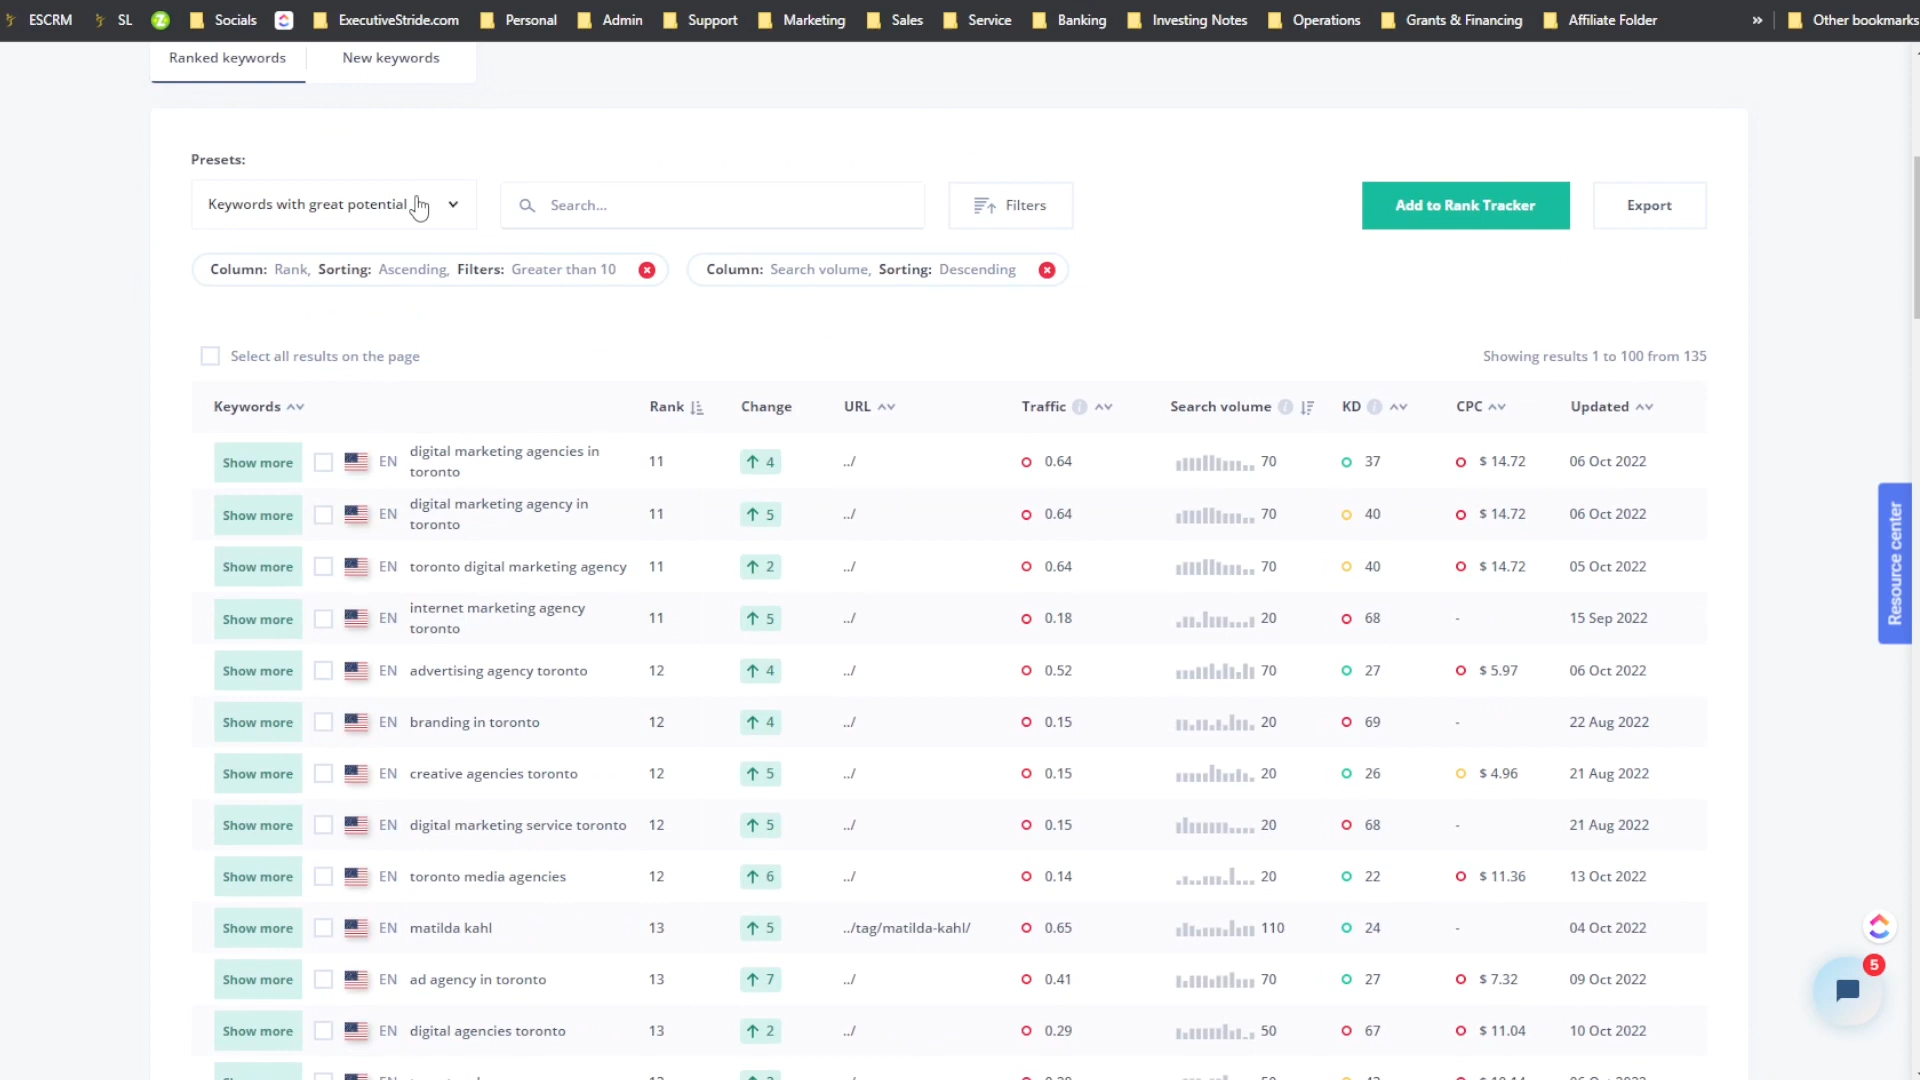 ESCRM SL Socials ExecutiveStride.com Personal Admin Support Marketing Sales Service Banking Investing Notes Operations Grants & Financing Affiliate Folder » Other bookmarks
Ranked keywords New keywords
Presets:
Keywords with great potential Search... Filters Add to Rank Tracker Export
Column: Rank, Sorting: Ascending, Filters: Greater than 10 Column: Search volume, Sorting: Descending
Select all results on the page Showing results 1 to 100 from 135
Keywords Rank Change URL Traffic Search volume KD CPC Updated
Show more EN digital marketing agencies in toronto 11 4 ../ 0.64 70 37 $ 14.72 06 Oct 2022
Show more EN digital marketing agency in toronto 11 5 ../ 0.64 70 40 $ 14.72 06 Oct 2022
Show more EN toronto digital marketing agency 11 2 ../ 0.64 70 40 $ 14.72 05 Oct 2022
Show more EN internet marketing agency toronto 11 5 ../ 0.18 20 68 - 15 Sep 2022
Show more EN advertising agency toronto 12 4 ../ 0.52 70 27 $ 5.97 06 Oct 2022
Show more EN branding in toronto 12 4 ../ 0.15 20 69 - 22 Aug 2022
Show more EN creative agencies toronto 12 5 ../ 0.15 20 26 $ 4.96 21 Aug 2022
Show more EN digital marketing service toronto 12 5 ../ 0.15 20 68 - 21 Aug 2022
Show more EN toronto media agencies 12 6 ../ 0.14 20 22 $ 11.36 13 Oct 2022
Show more EN matilda kahl 13 5 ../tag/matilda-kahl/ 0.65 110 24 - 04 Oct 2022
Show more EN ad agency in toronto 13 7 ../ 0.41 70 27 $ 7.32 09 Oct 2022
Show more EN digital agencies toronto 13 2 ../ 0.29 50 67 $ 11.04 10 Oct 2022
Resource center
5